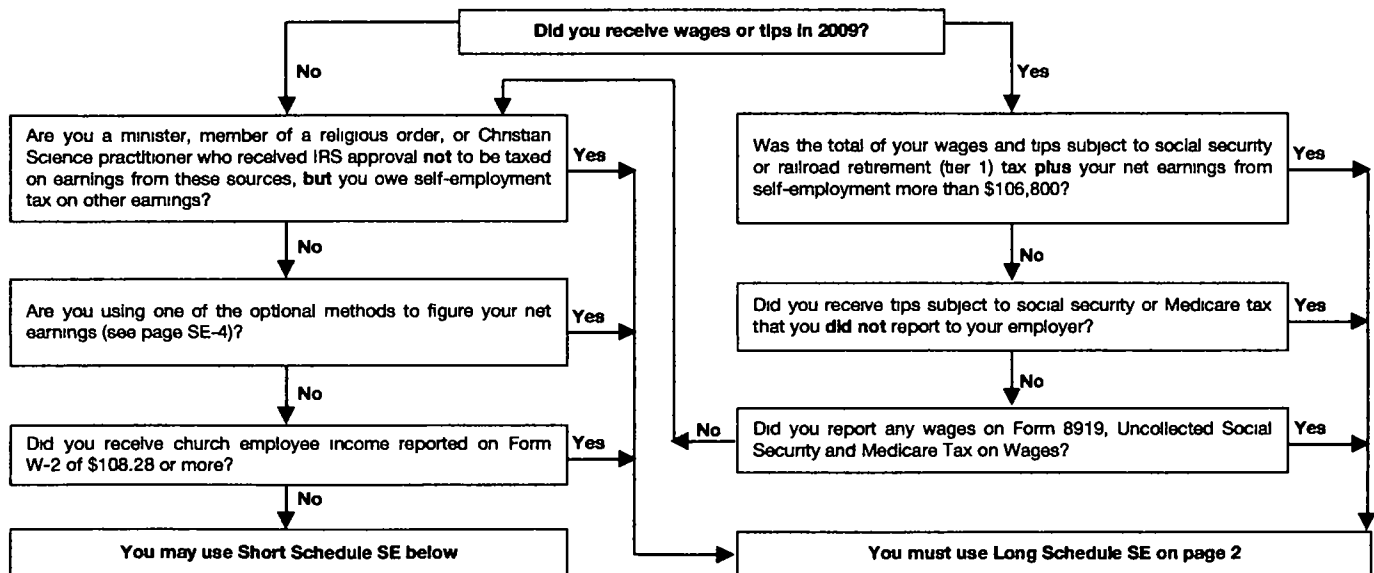 Did you receive wages or tips in 2009?
No
Yes
Are you a minister, member of a religious order, or Christian
Science practitioner who received IRS approval not to be taxed
on earnings from these sources, but you owe self-employment
tax on other earnings?
Yes
Was the total of your wages and tips subject to social security
or railroad retirement (tier 1) tax plus your net earnings from
self-employment more than $106,800?
Yes
No
No
Are you using one of the optional methods to figure your net
earnings (see page SE-4)?
Yes
Did you receive tips subject to social security or Medicare tax
that you did not report to your employer?
Yes
No
No
Did you receive church employee income reported on Form
W-2 of $108.28 or more?
Yes
No
Did you report any wages on Form 8919, Uncollected Social
Security and Medicare Tax on Wages?
Yes
No
You may use Short Schedule SE below
You must use Long Schedule SE on page 2